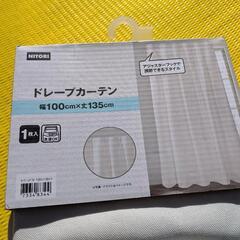 NITORI
ドレープカーテン
幅100cm×丈135cm
アジャスターフックで
調節できるスタイル
1枚入
73348344